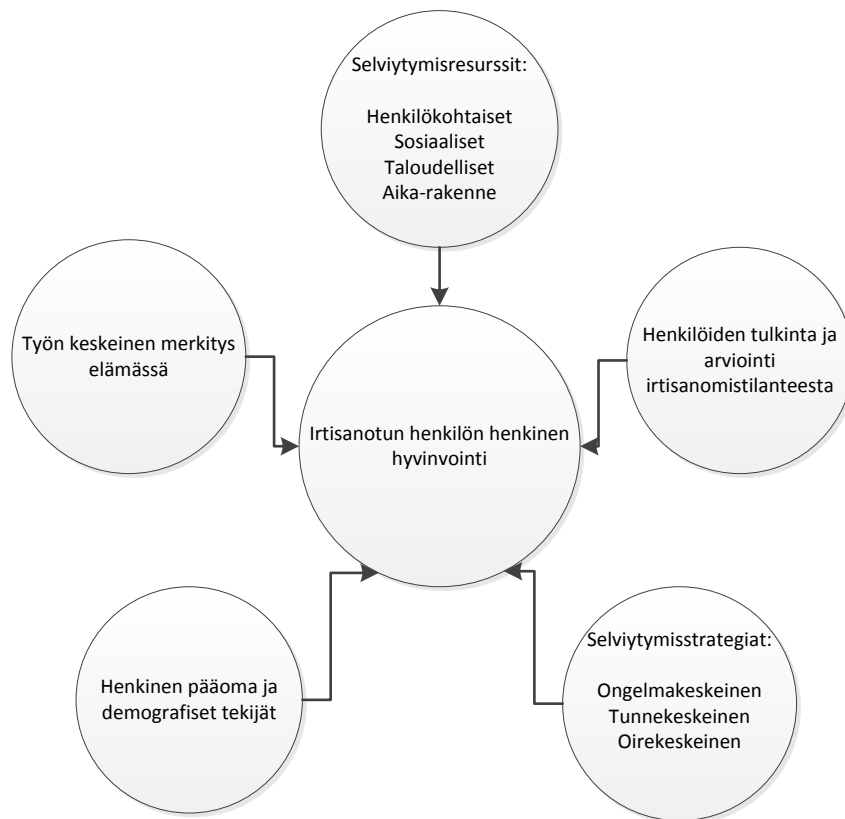 Selviytymisresurssit:
Henkilökohtaiset
Sosiaaliset
Taloudelliset
Aika-rakenne
Työn keskeinen merkitys
elämässä
Henkilöiden tulkinta ja
arviointi
irtisanomistilanteesta
Irtisanotun henkilön henkinen
hyvinvointi
Henkinen pääoma ja
demografiset tekijät
Selviytymisstrategiat:
Ongelmakeskeinen
Tunnekeskeinen
Oirekeskeinen